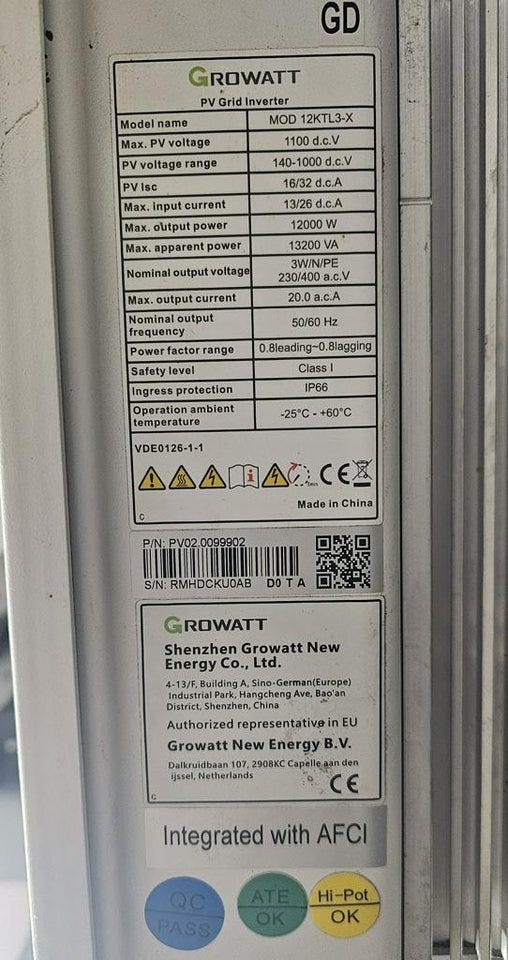 GD
GROWATT
PV Grid Inverter
Model name MOD 12KTL3-X
Max. PV voltage 1100 d.c.V
PV voltage range 140-1000 d.c.V
PV Isc 16/32 d.c.A
Max. input current 13/26 d.c.A
Max. output power 12000 W
Max. apparent power 13200 VA
Nominal output voltage 3W/N/PE
230/400 a.c.V
Max. output current 20.0 a.c.A
Nominal output
frequency 50/60 Hz
Power factor range 0.8leading~0.8lagging
Safety level Class I
Ingress protection IP66
Operation ambient
temperature -25°C - +60°C
VDE0126-1-1
CE
Made in China
C
P/N: PV02.0099902
S/N: RMHDCKU0AB D0 T A
GROWATT
Shenzhen Growatt New
Energy Co., Ltd.
4-13/F, Building A, Sino-German(Europe)
Industrial Park, Hangcheng Ave, Bao'an
District, Shenzhen, China
Authorized representative in EU
Growatt New Energy B.V.
Dalkruidbaan 107, 2908KC Capelle aan den
ijssel, Netherlands
CE
C
Integrated with AFCI
QC
PASS
ATE
OK
Hi-Pot
OK